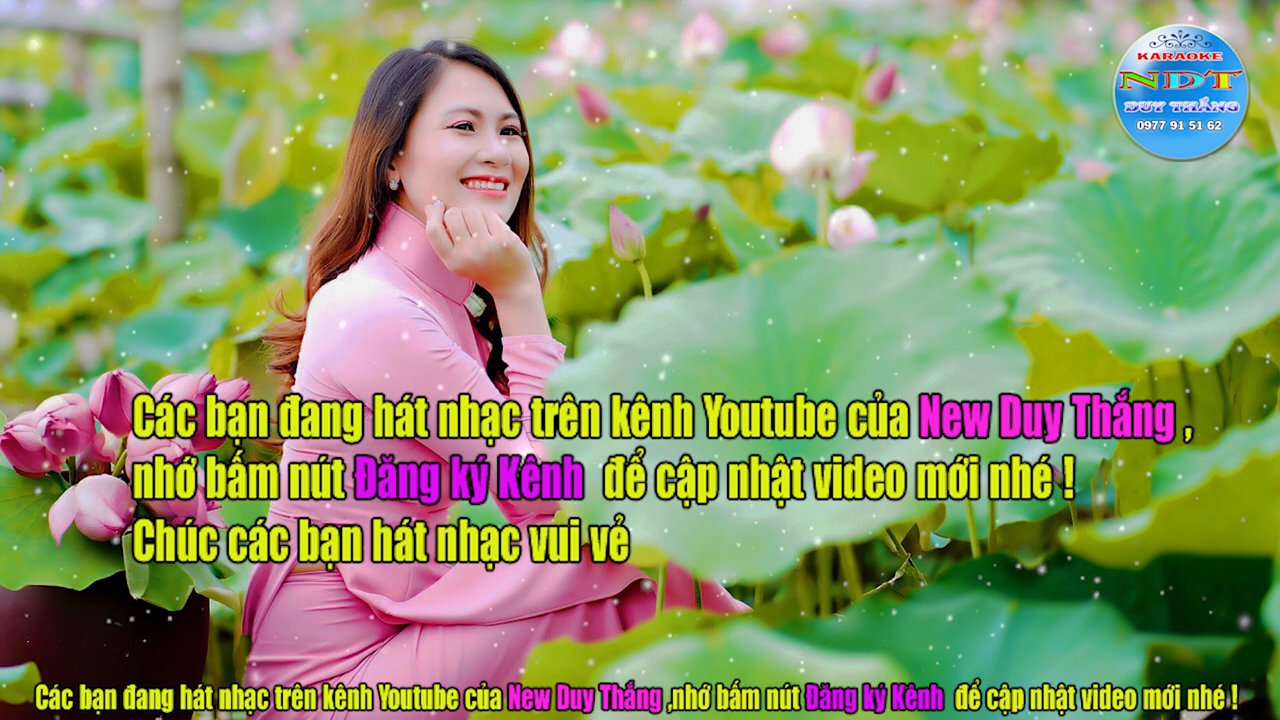 KARAOKE
NDT
DUY THẮNG
0977 91 51 62
Các bạn đang hát nhạc trên kênh Youtube của New Duy Thắng ,
nhớ bấm nút Đăng ký Kênh để cập nhật video mới nhé !
Chúc các bạn hát nhạc vui vẻ
Các bạn đang hát nhạc trên kênh Youtube của New Duy Thắng ,nhớ bấm nút Đăng ký Kênh để cập nhật video mới nhé !